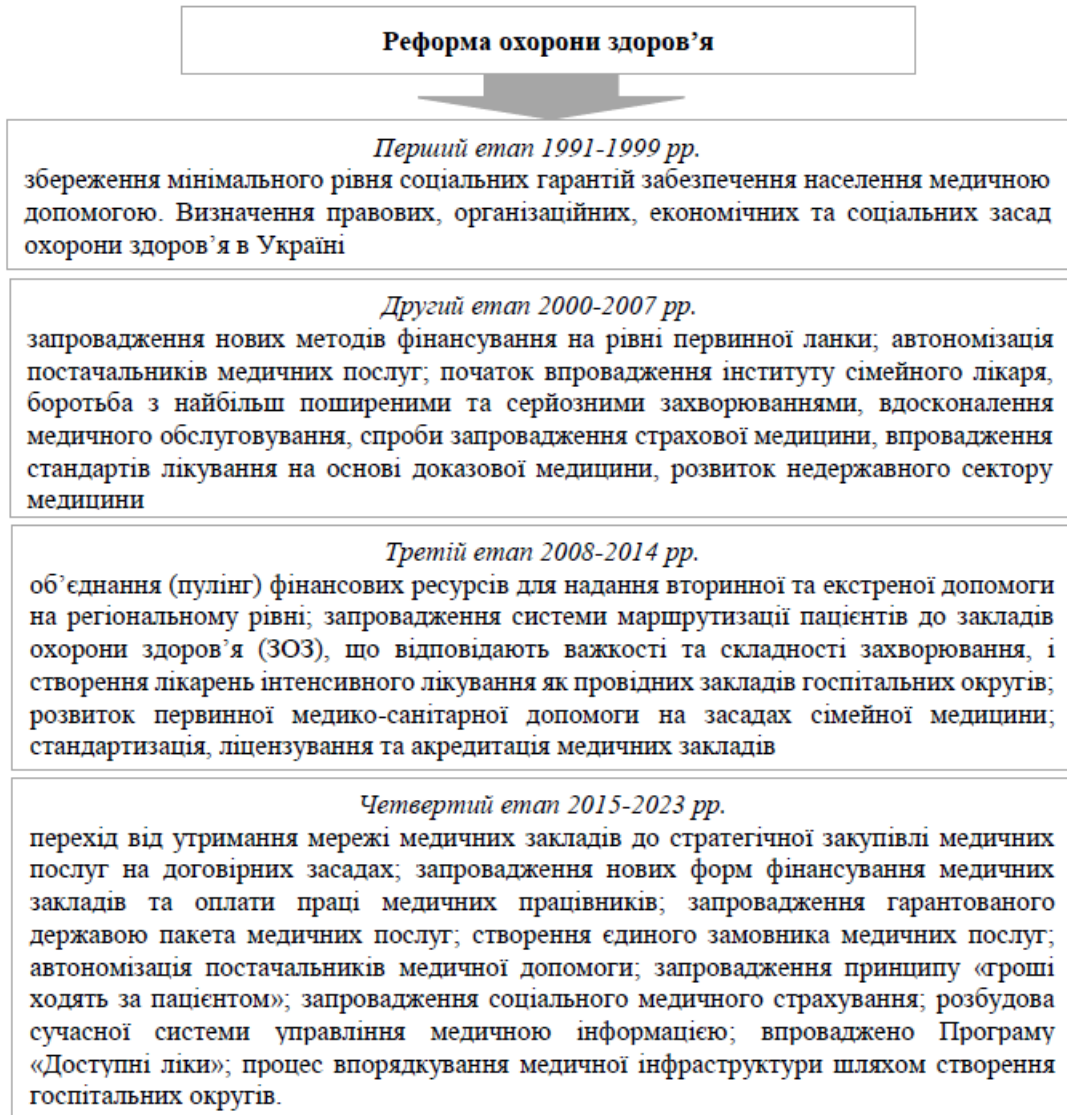 Реформа охорони здоров’я
Перший етап 1991-1999 рр.
збереження мінімального рівня соціальних гарантій забезпечення населення медичною
допомогою. Визначення правових, організаційних, економічних та соціальних засад
охорони здоров’я в Україні
Другий етап 2000-2007 рр.
запровадження нових методів фінансування на рівні первинної ланки; автономізація
постачальників медичних послуг; початок впровадження інституту сімейного лікаря,
боротьба з найбільш поширеними та серйозними захворюваннями, вдосконалення
медичного обслуговування, спроби запровадження страхової медицини, впровадження
стандартів лікування на основі доказової медицини, розвиток недержавного сектору
медицини
Третій етап 2008-2014 рр.
об’єднання (пулінг) фінансових ресурсів для надання вторинної та екстреної допомоги
на регіональному рівні; запровадження системи маршрутизації пацієнтів до закладів
охорони здоров’я (ЗОЗ), що відповідають важкості та складності захворювання, і
створення лікарень інтенсивного лікування як провідних закладів госпітальних округів;
розвиток первинної медико-санітарної допомоги на засадах сімейної медицини;
стандартизація, ліцензування та акредитація медичних закладів
Четвертий етап 2015-2023 рр.
перехід від утримання мережі медичних закладів до стратегічної закупівлі медичних
послуг на договірних засадах; запровадження нових форм фінансування медичних
закладів та оплати праці медичних працівників; запровадження гарантованого
державою пакета медичних послуг; створення єдиного замовника медичних послуг;
автономізація постачальників медичної допомоги; запровадження принципу «гроші
ходять за пацієнтом»; запровадження соціального медичного страхування; розбудова
сучасної системи управління медичною інформацією; впроваджено Програму
«Доступні ліки»; процес впорядкування медичної інфраструктури шляхом створення
госпітальних округів.